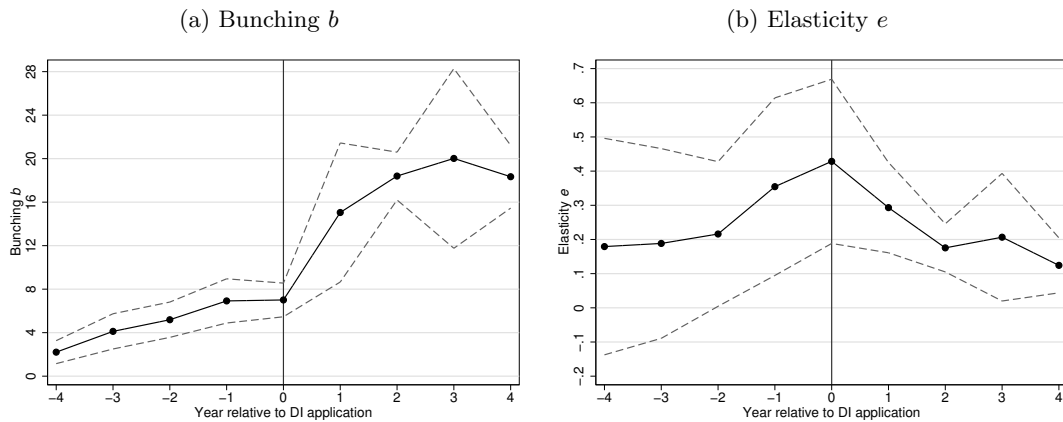 (a) Bunching b
(b) Elasticity e
Bunching b
28
24
20
16
12
8
4
0
−4 −3 −2 −1 0 1 2 3 4
Year relative to DI application
Elasticity e
.7
.6
.5
.4
.3
.2
.1
0
−.1
−.2
−4 −3 −2 −1 0 1 2 3 4
Year relative to DI application